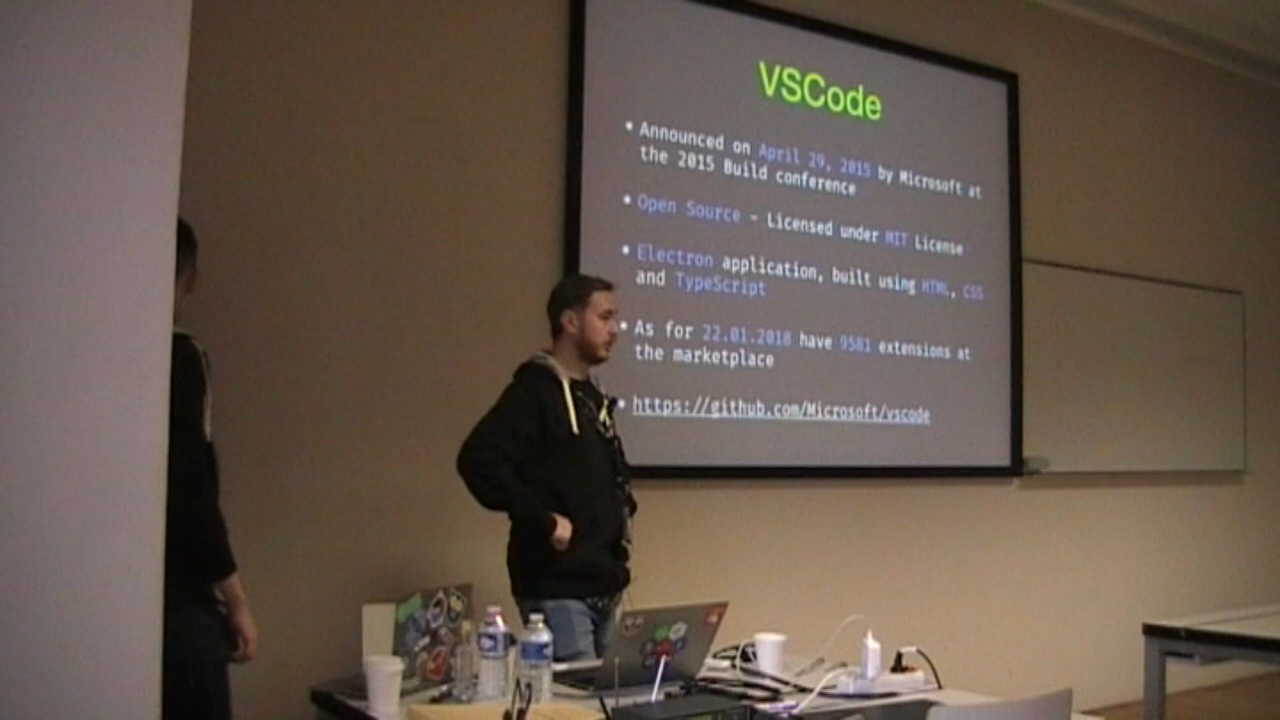 VSCode
• Announced on April 29, 2015 by Microsoft at
the 2015 Build conference
• Open Source - Licensed under MIT License
• Electron application, built using HTML, CSS
and TypeScript
• As for 22.01.2018 have 9581 extensions at
the marketplace
• https://github.com/Microsoft/vscode